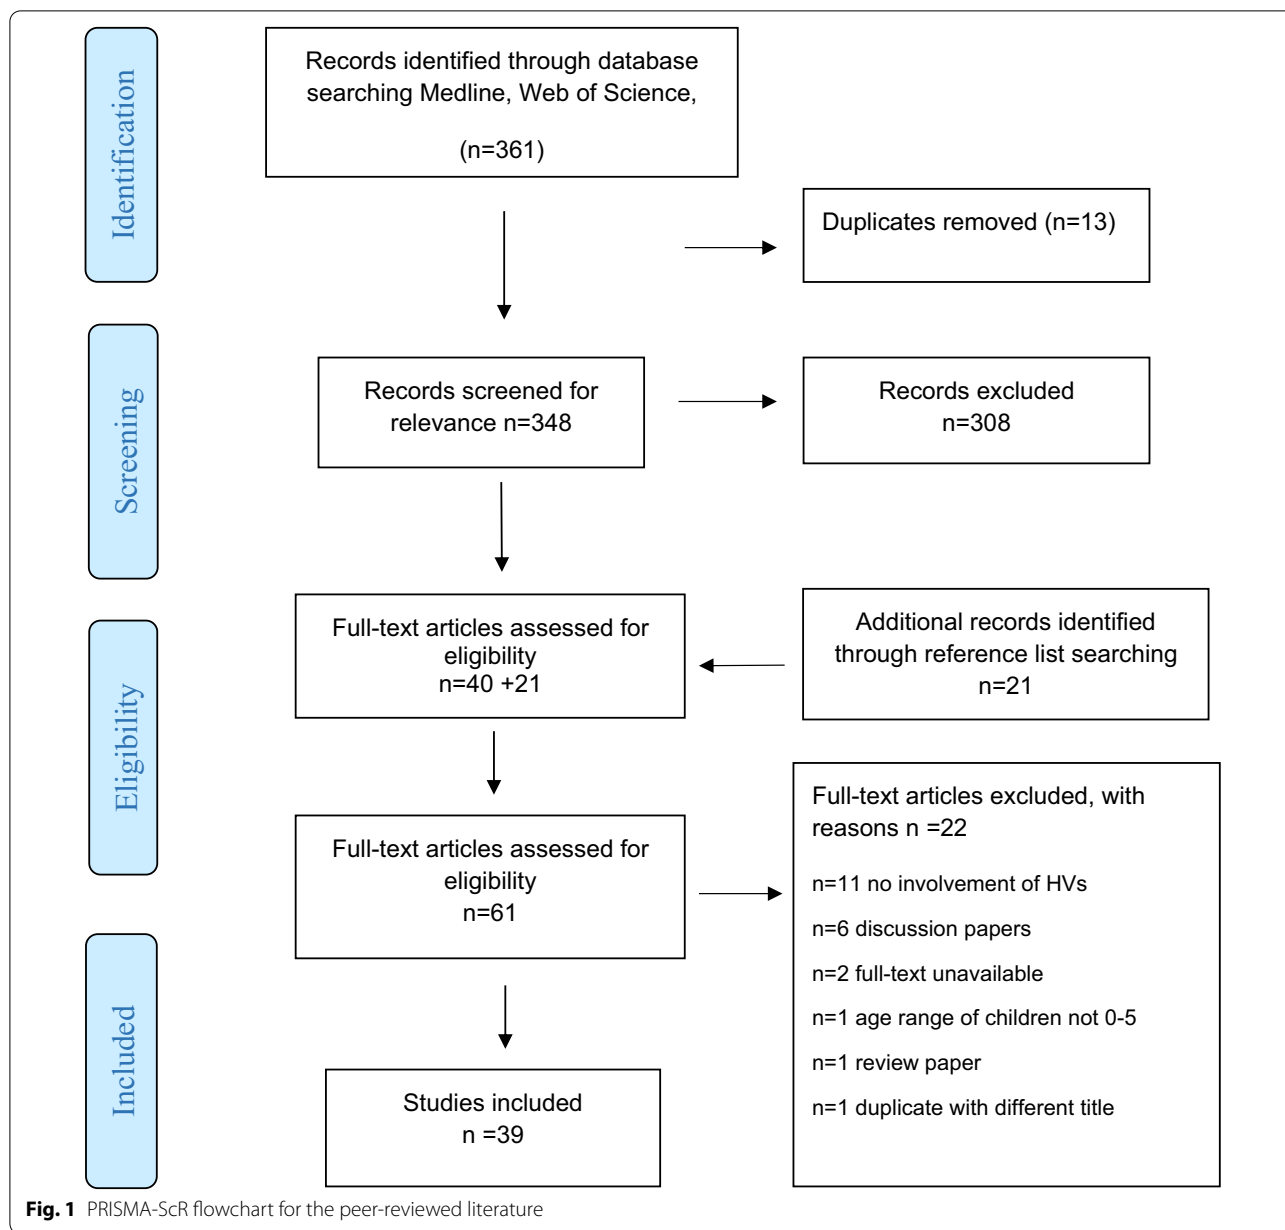 Identification
Records identified through database
searching Medline, Web of Science,
(n=361)
Duplicates removed (n=13)
Screening
Records screened for
relevance n=348
Records excluded
n=308
Eligibility
Full-text articles assessed for
eligibility
n=40 +21
Additional records identified
through reference list searching
n=21
Full-text articles assessed for
eligibility
n=61
Full-text articles excluded, with
reasons n =22
n=11 no involvement of HVs
n=6 discussion papers
n=2 full-text unavailable
n=1 age range of children not 0-5
n=1 review paper
n=1 duplicate with different title
Included
Studies included
n =39
Fig. 1 PRISMA-ScR flowchart for the peer-reviewed literature